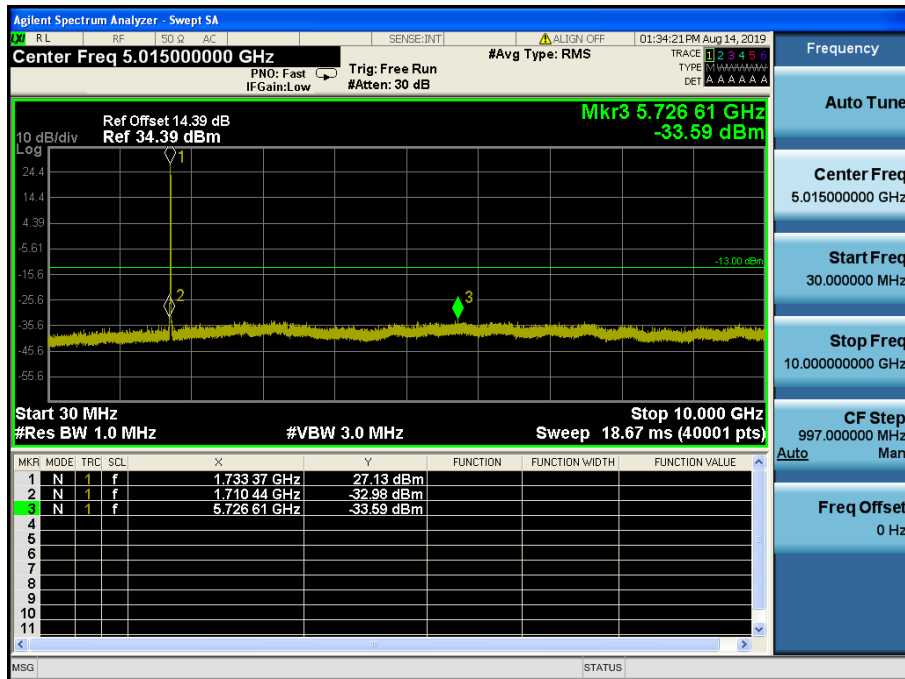 Agilent Spectrum Analyzer - Swept SA
LXI RL RF 50 Ω AC SENSE:INT ALIGN OFF 01:34:21 PM Aug 14, 2019
Center Freq 5.015000000 GHz #Avg Type: RMS TRACE 1 2 3 4 5 6
PNO: Fast Trig: Free Run TYPE M WWWWW
IFGain:Low #Atten: 30 dB DET A A A A A A
Mkr3 5.726 61 GHz
-33.59 dBm
Ref Offset 14.39 dB
10 dB/div Ref 34.39 dBm
Log
1
24.4
14.4
4.39
-5.61
-13.00 dBm
-15.6
-25.6
2
3
-35.6
-45.6
-55.6
Start 30 MHz Stop 10.000 GHz
#Res BW 1.0 MHz #VBW 3.0 MHz Sweep 18.67 ms (40001 pts)
MKR MODE TRC SCL X Y FUNCTION FUNCTION WIDTH FUNCTION VALUE
1 N 1 f 1.733 37 GHz 27.13 dBm
2 N 1 f 1.710 44 GHz -32.98 dBm
3 N 1 f 5.726 61 GHz -33.59 dBm
4
5
6
7
8
9
10
11
MSG STATUS
Frequency
Auto Tune
Center Freq
5.015000000 GHz
Start Freq
30.000000 MHz
Stop Freq
10.000000000 GHz
CF Step
997.000000 MHz
Auto Man
Freq Offset
0 Hz